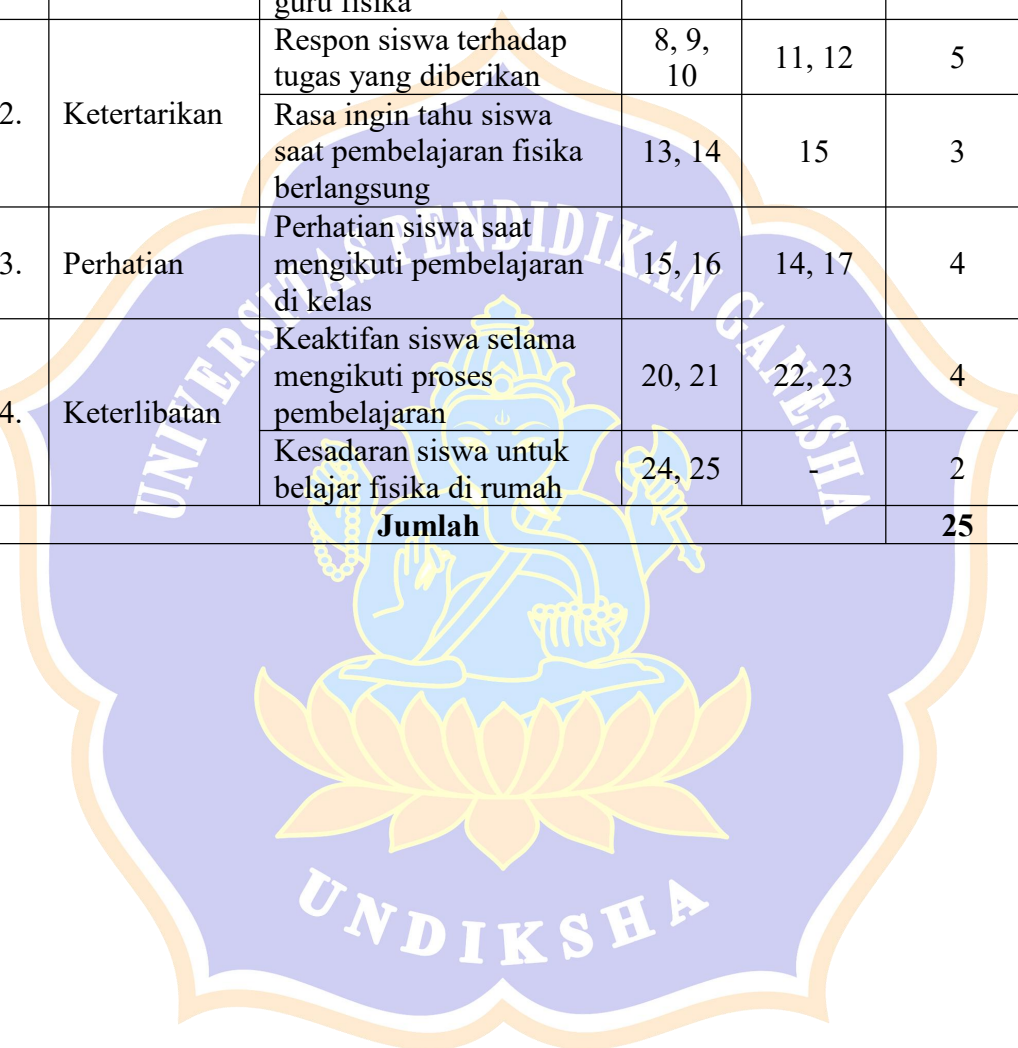 guru fisika
Respon siswa terhadap
tugas yang diberikan
8, 9,
10
11, 12
5
2.
Ketertarikan
Rasa ingin tahu siswa
saat pembelajaran fisika
berlangsung
13, 14
15
3
3.
Perhatian
Perhatian siswa saat
mengikuti pembelajaran
di kelas
15, 16
14, 17
4
4.
Keterlibatan
Keaktifan siswa selama
mengikuti proses
pembelajaran
20, 21
22, 23
4
Kesadaran siswa untuk
belajar fisika di rumah
24, 25
-
2
Jumlah
25
UNIVERSITAS PENDIDIKAN GANESHA
UNDIKSHA